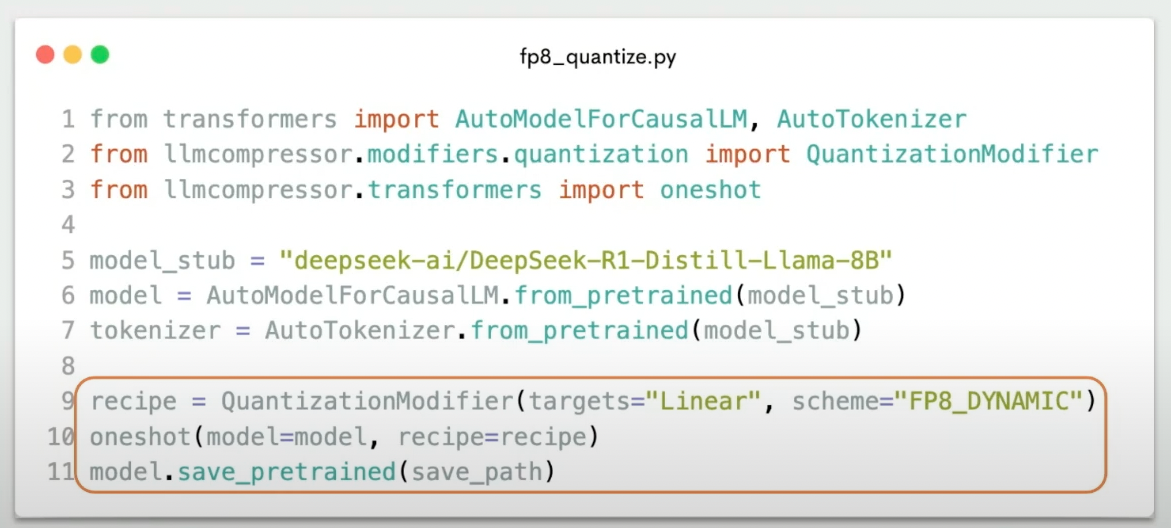 fp8_quantize.py
1 from transformers import AutoModelForCausalLM, AutoTokenizer
2 from llmcompressor.modifiers.quantization import QuantizationModifier
3 from llmcompressor.transformers import oneshot
4
5 model_stub = "deepseek-ai/DeepSeek-R1-Distill-Llama-8B"
6 model = AutoModelForCausalLM.from_pretrained(model_stub)
7 tokenizer = AutoTokenizer.from_pretrained(model_stub)
8
9 recipe = QuantizationModifier(targets="Linear", scheme="FP8_DYNAMIC")
10 oneshot(model=model, recipe=recipe)
11 model.save_pretrained(save_path)